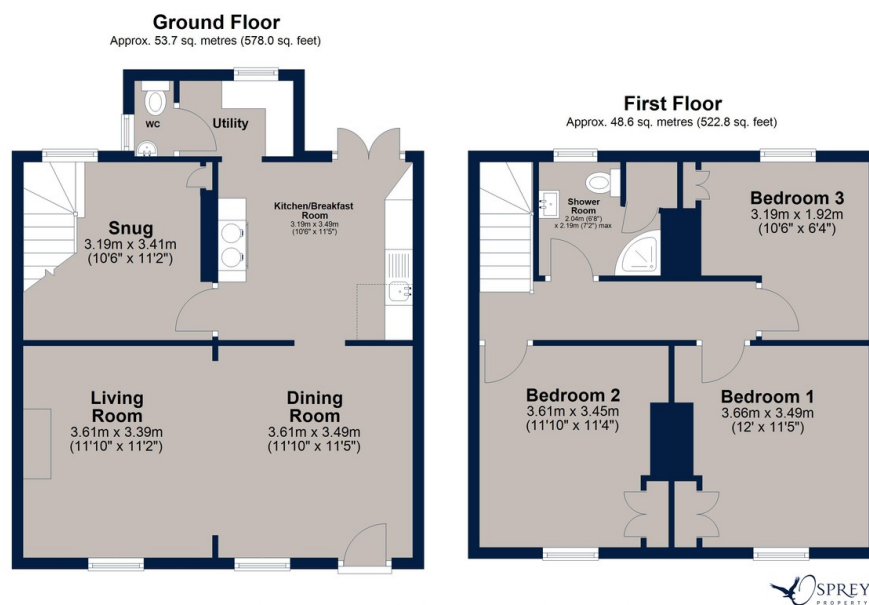 Ground Floor
Approx. 53.7 sq. metres (578.0 sq. feet)
WC
Utility
Kitchen/Breakfast
Room
3.19m x 3.49m
(10'6" x 11'5")
Snug
3.19m x 3.41m
(10'6" x 11'2")
Living
Room
3.61m x 3.39m
(11'10" x 11'2")
Dining
Room
3.61m x 3.49m
(11'10" x 11'5")
First Floor
Approx. 48.6 sq. metres (522.8 sq. feet)
Shower
Room
2.04m (6'8")
x 2.19m (7'2") max
Bedroom 3
3.19m x 1.92m
(10'6" x 6'4")
Bedroom 2
3.61m x 3.45m
(11'10" x 11'4")
Bedroom 1
3.66m x 3.49m
(12' x 11'5")
OSPREY
PROPERTY